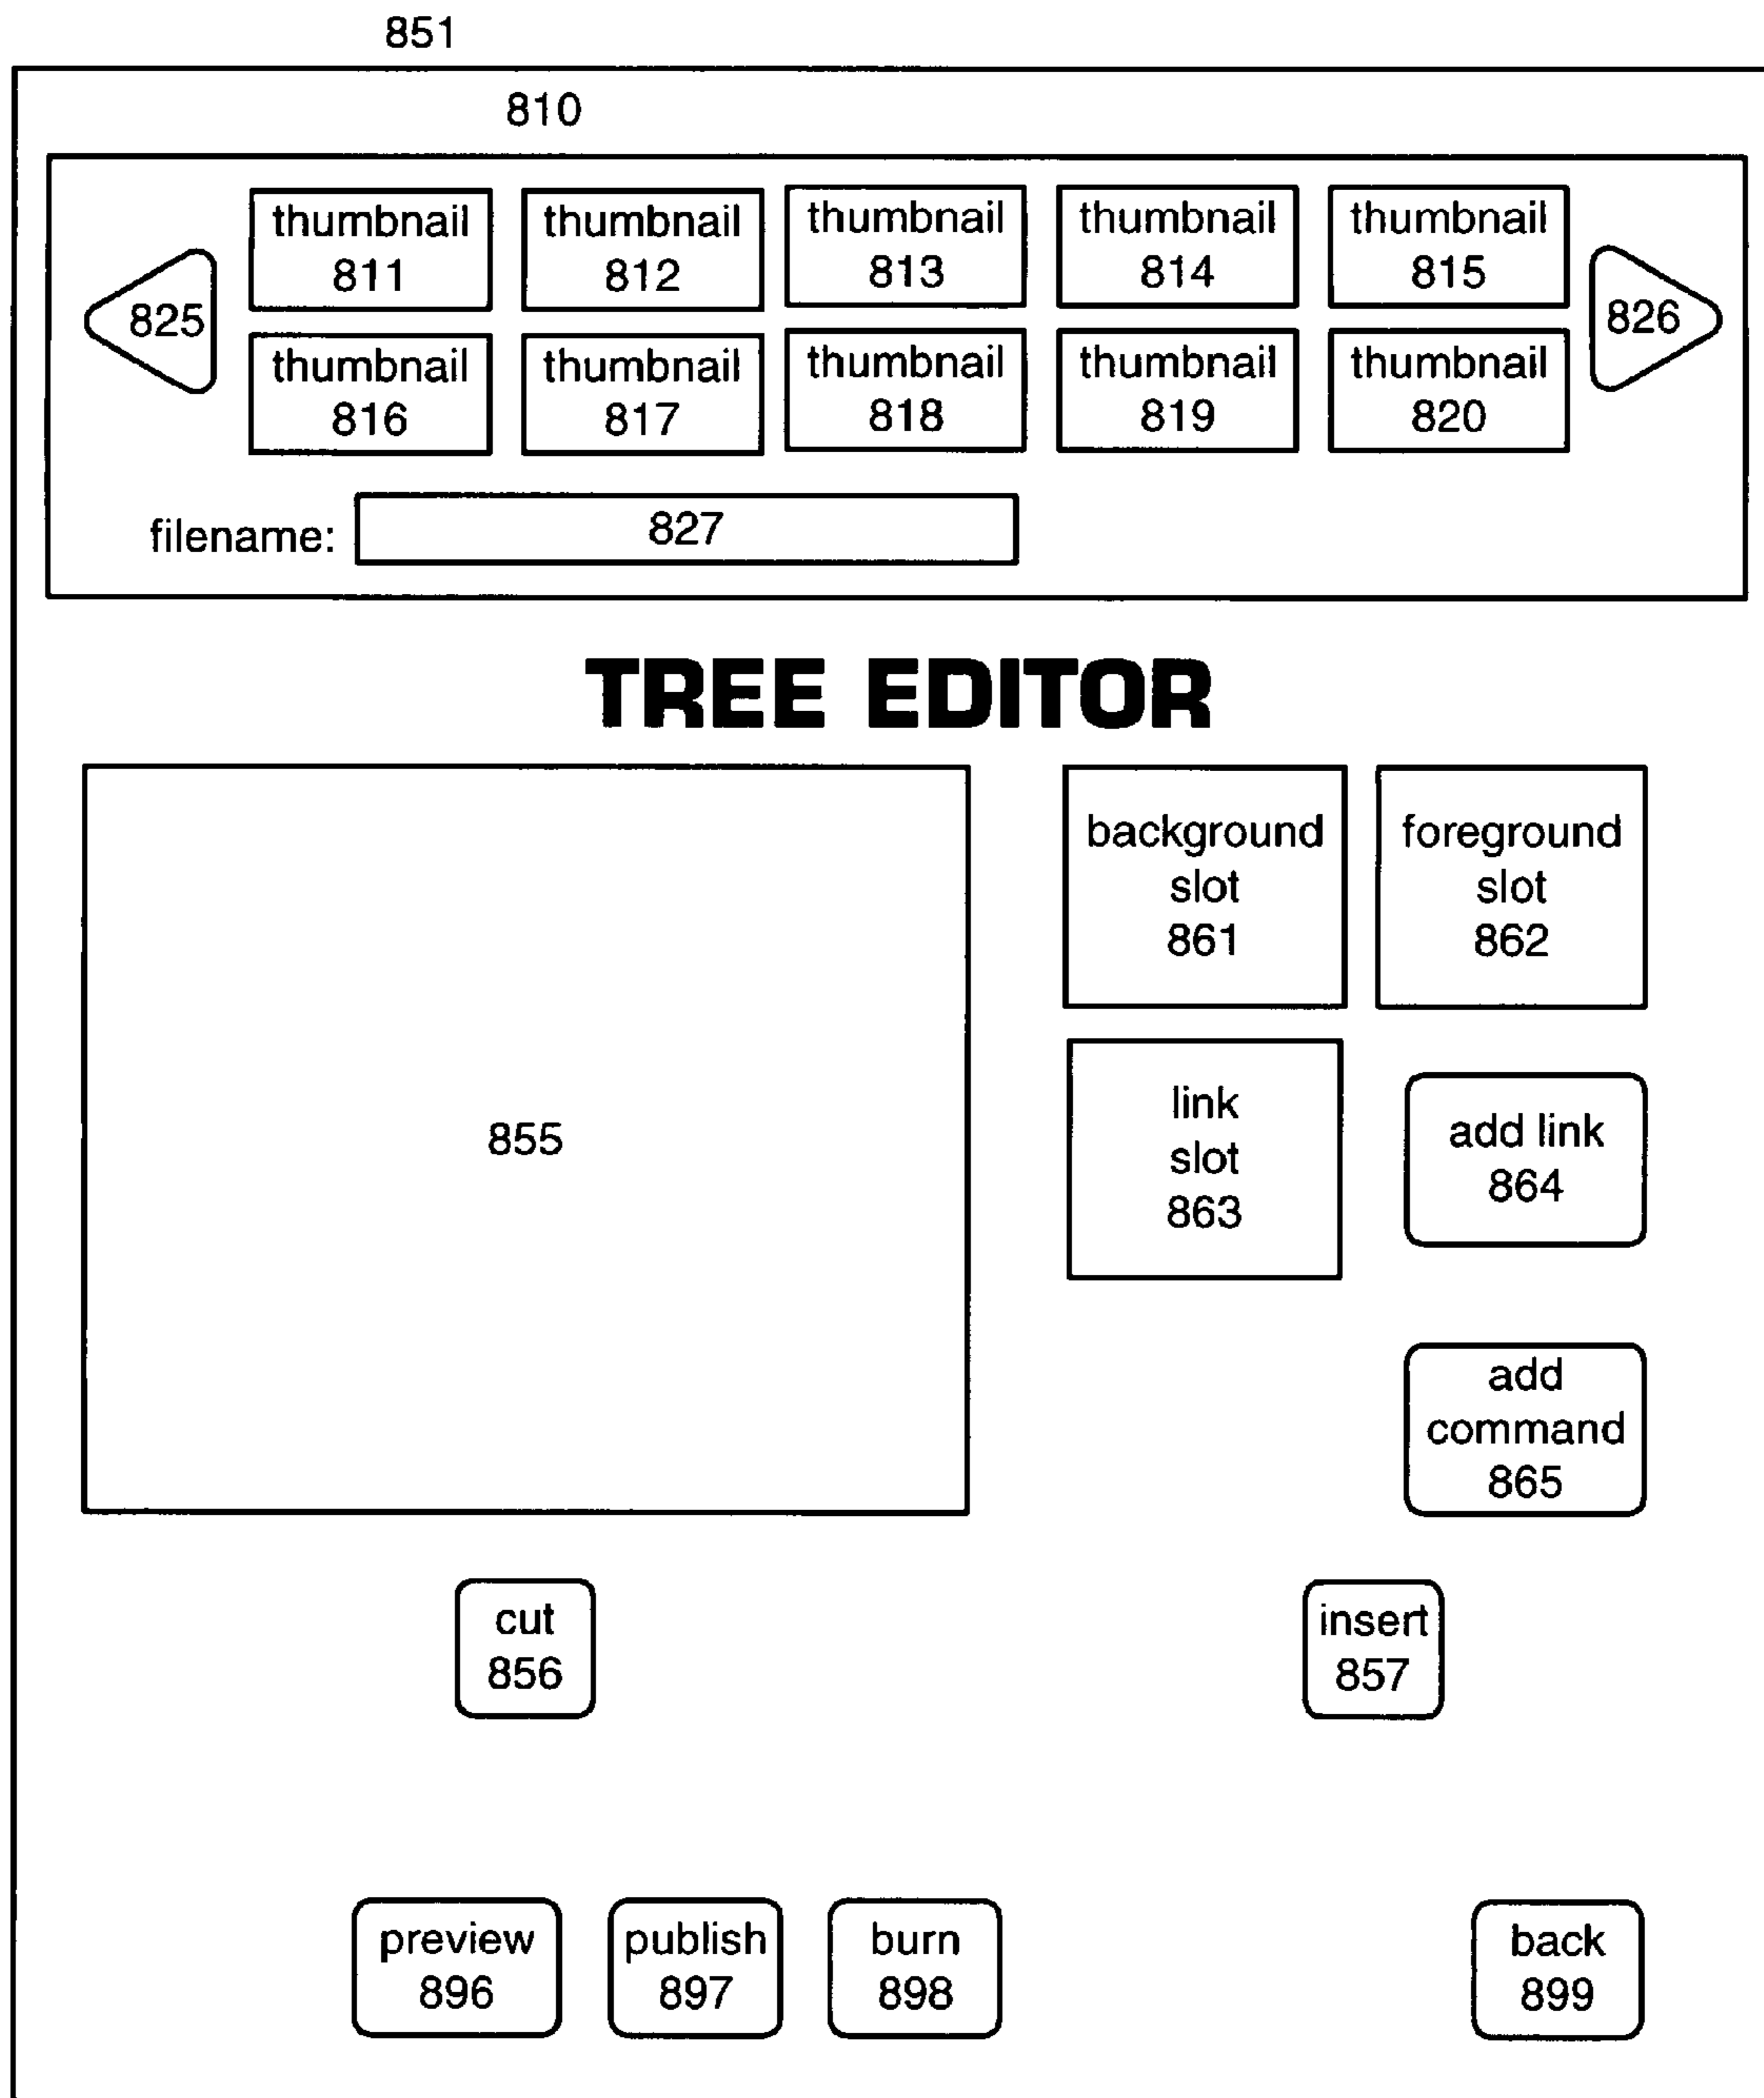 851
810
thumbnail
811
thumbnail
812
thumbnail
813
thumbnail
814
thumbnail
815
825
826
thumbnail
816
thumbnail
817
thumbnail
818
thumbnail
819
thumbnail
820
filename:
827
TREE EDITOR
855
background
slot
861
foreground
slot
862
link
slot
863
add link
864
add
command
865
cut
856
insert
857
preview
896
publish
897
burn
898
back
899